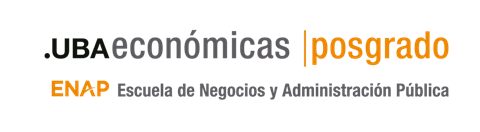 .UBAeconómicas |posgrado
ENAP Escuela de Negocios y Administración Pública